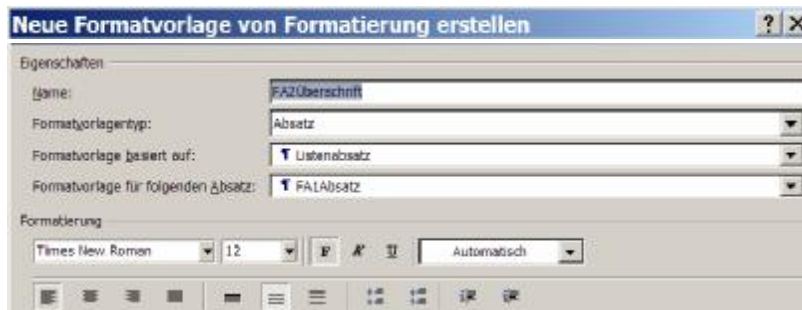 Neue Formatvorlage von Formatierung erstellen
Eigenschaften
Name: FA2Überschrift
Formatvorlagentyp: Absatz
Formatvorlage basiert auf: ¶ Listenabsatz
Formatvorlage für folgenden Absatz: ¶ FA1Absatz
Formatierung
Times New Roman 12 F K U Automatisch